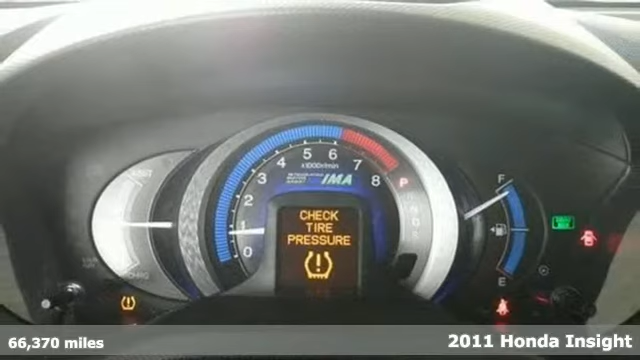 5 6
4 x1000r/min 7
3 8
2 IMA P
1
0
CHECK
TIRE
PRESSURE
F
E
66,370 miles
2011 Honda Insight